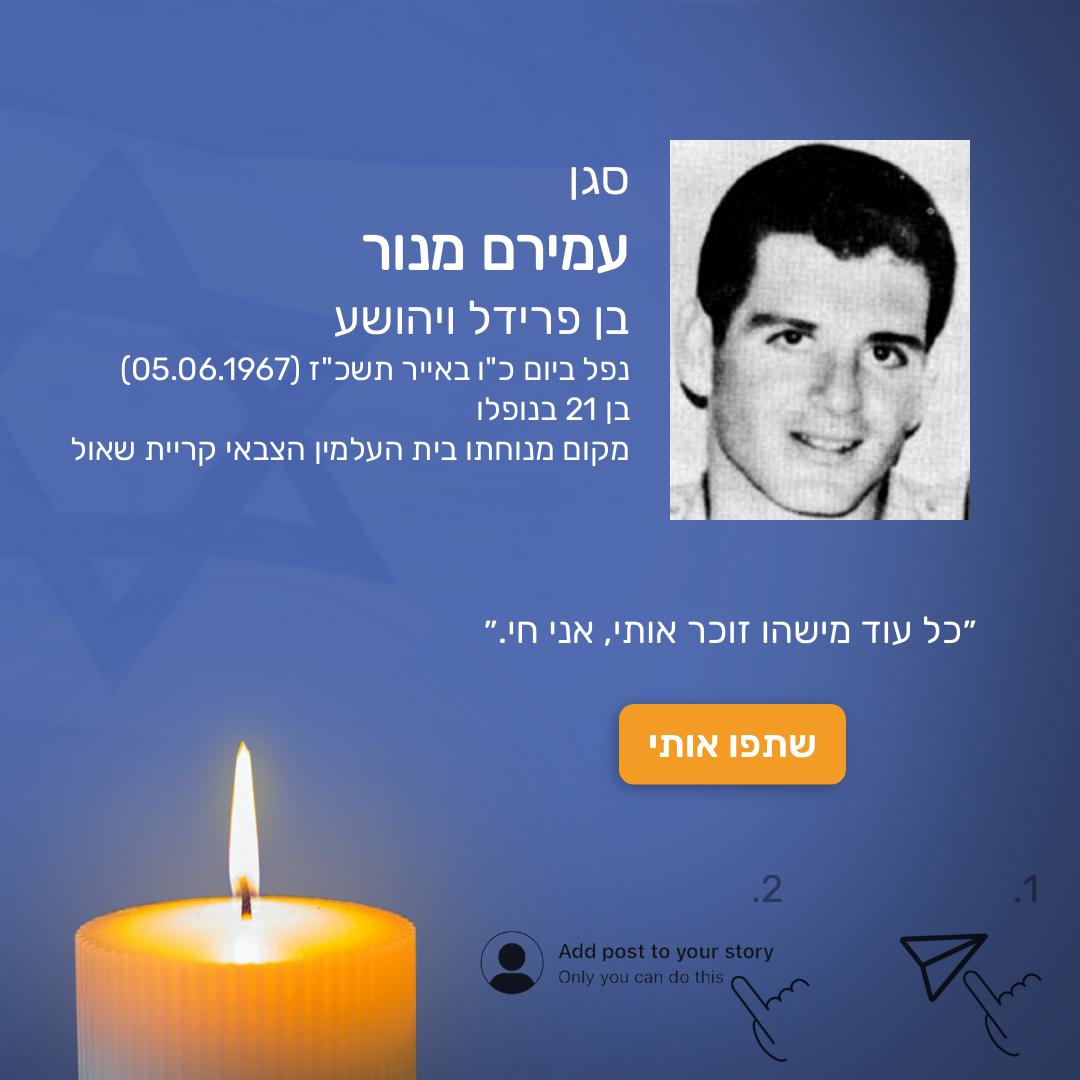 סגן
עמירם מנור
בן פרידל ויהושע
נפל ביום כ"ו באייר תשכ"ז (05.06.1967)
בן 21 בנופלו
מקום מנוחתו בית העלמין הצבאי קריית שאול
״כל עוד מישהו זוכר אותי, אני חי.״
שתפו אותי
1.
2.
Add post to your story
Only you can do this